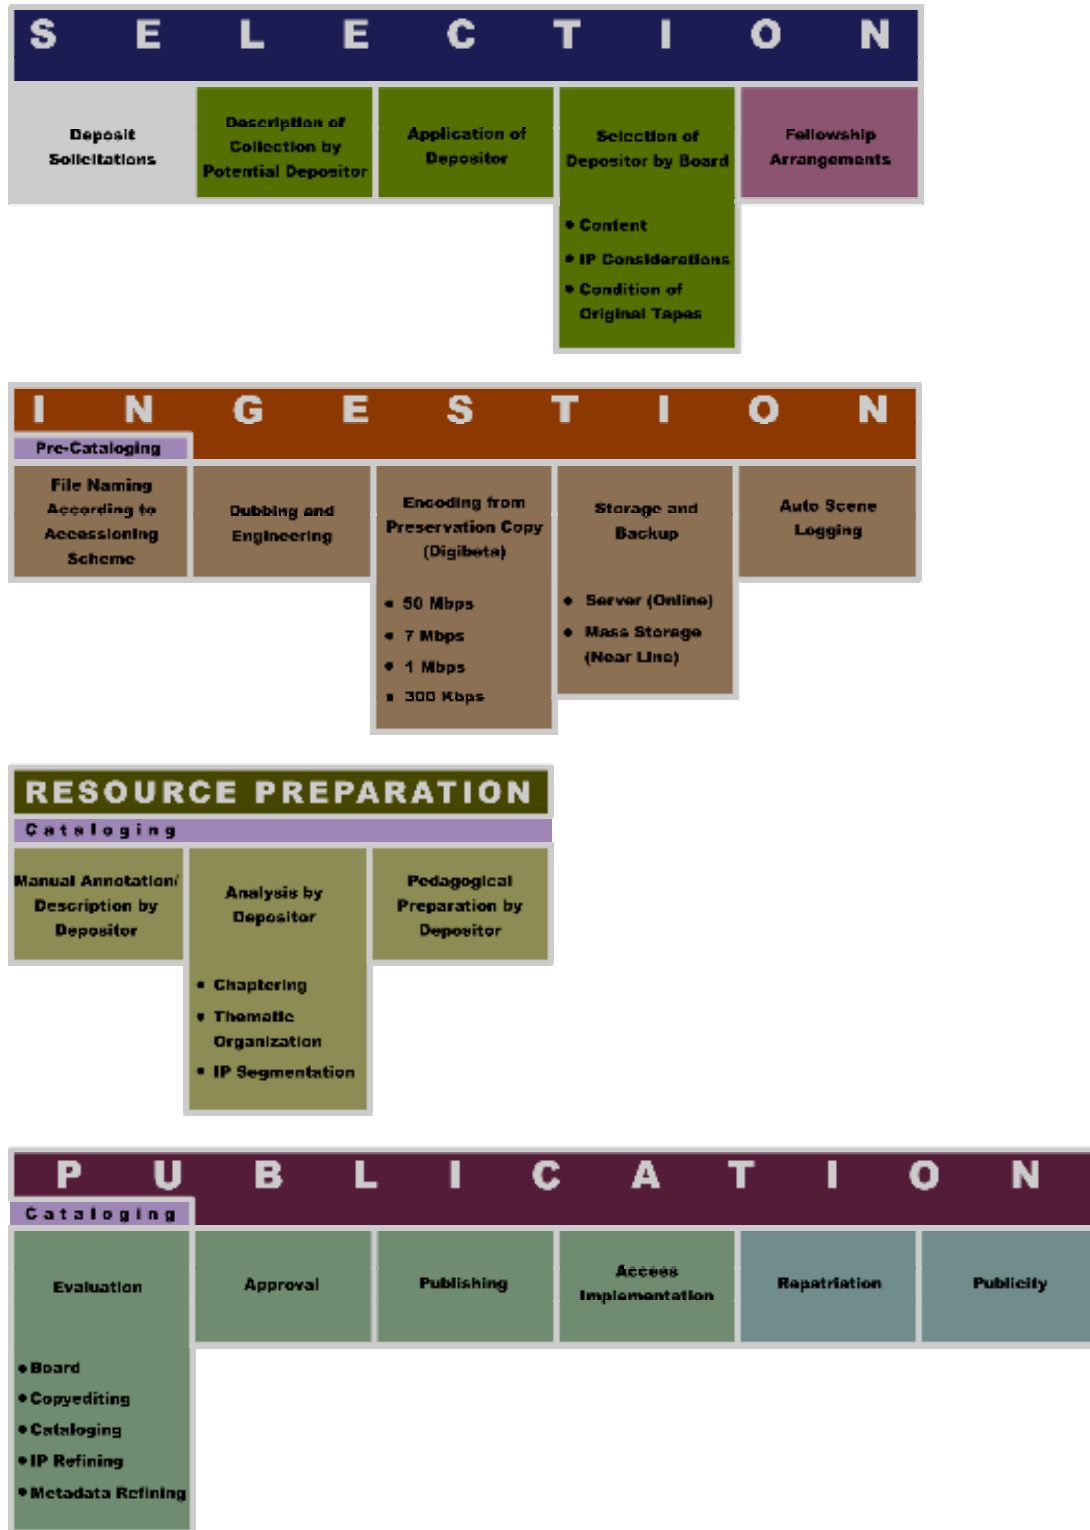 SELECTION
Deposit
Solicitations
Description of
Collection by
Potential Depositor
Application of
Depositor
Selection of
Depositor by Board
• Content
• IP Considerations
• Condition of
Original Tapes
Fellowship
Arrangements
INGESTION
Pre-Cataloging
File Naming
According to
Accessioning
Scheme
Dubbing and
Engineering
Encoding from
Preservation Copy
(Digibeta)
• 50 Mbps
• 7 Mbps
• 1 Mbps
• 300 Kbps
Storage and
Backup
• Server (Online)
• Mass Storage
(Near Line)
Auto Scene
Logging
RESOURCE PREPARATION
Cataloging
Manual Annotation/
Description by
Depositor
Analysis by
Depositor
• Chaptering
• Thematic
Organization
• IP Segmentation
Pedagogical
Preparation by
Depositor
PUBLICATION
Cataloging
Evaluation
• Board
• Copyediting
• Cataloging
• IP Refining
• Metadata Refining
Approval
Publishing
Access
Implementation
Repatriation
Publicity